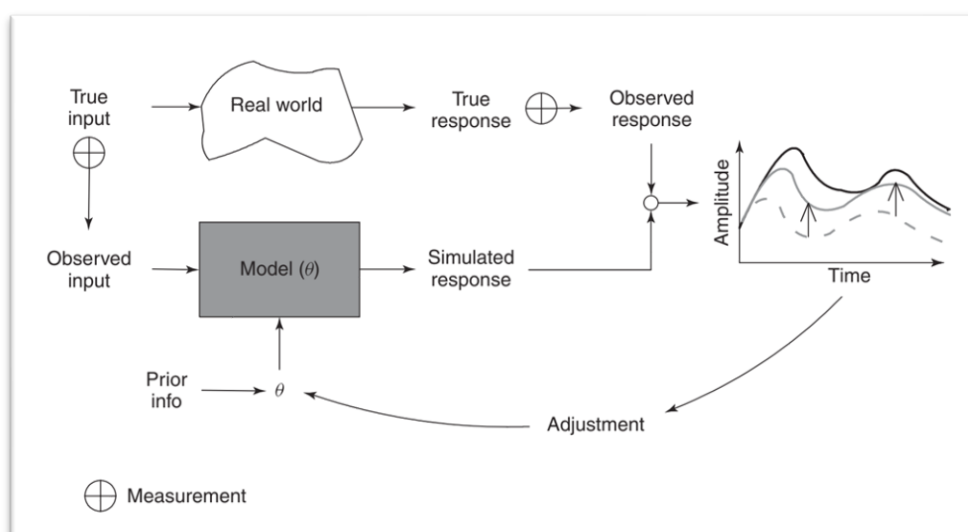 True
input
Real world
True
response
Observed
response
Observed
input
Model (θ)
Simulated
response
Amplitude
Time
Prior
info
θ
Adjustment
Measurement